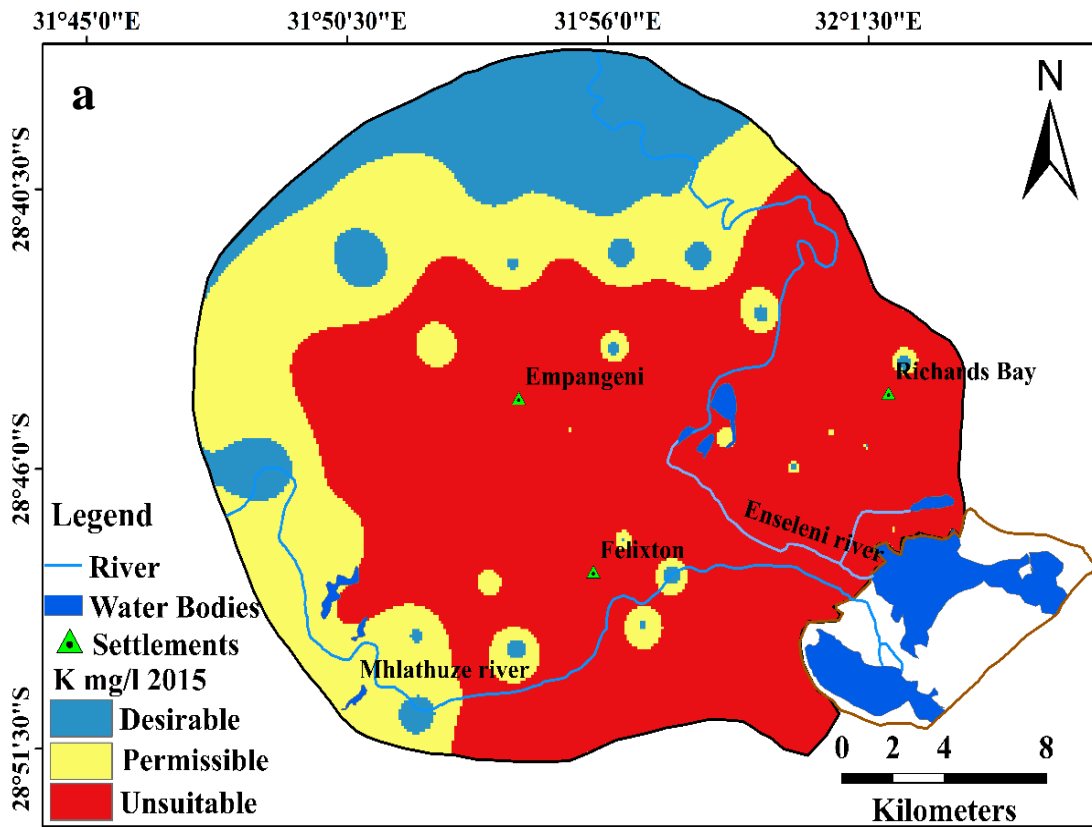 31°45'0"E 31°50'30"E 31°56'0"E 32°1'30"E
a
N
28°40'30"S
Richards Bay
Empangeni
28°46'0"S
Enseleni river
Felixton
Mhlathuze river
28°51'30"S
Legend
River
Water Bodies
Settlements
K mg/l 2015
Desirable
Permissible
Unsuitable
0 2 4 8
Kilometers